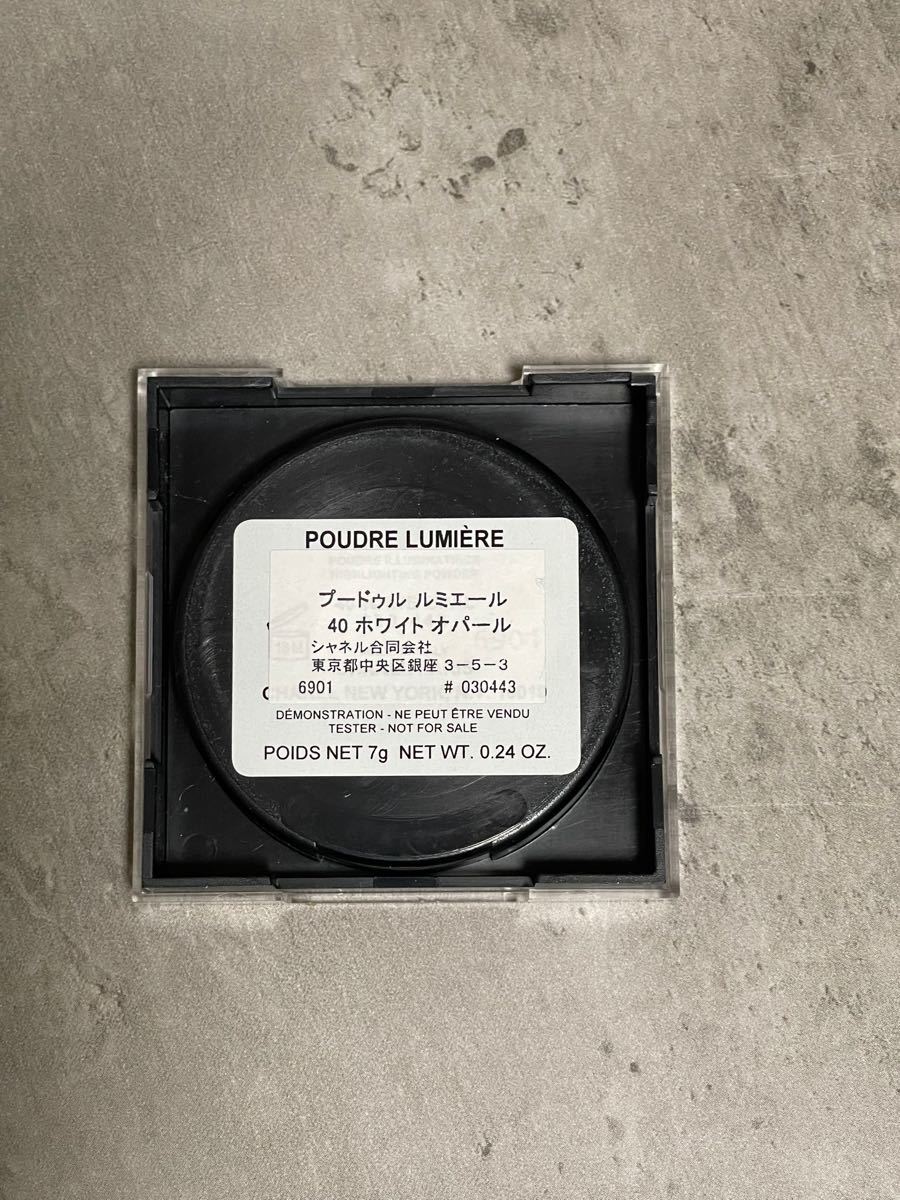 POUDRE LUMIÈRE
プードゥル ルミエール
40 ホワイト オパール
シャネル合同会社
東京都中央区銀座 3-5-3
6901 # 030443
DÉMONSTRATION - NE PEUT ÊTRE VENDU
TESTER - NOT FOR SALE
POIDS NET 7g NET WT. 0.24 OZ.